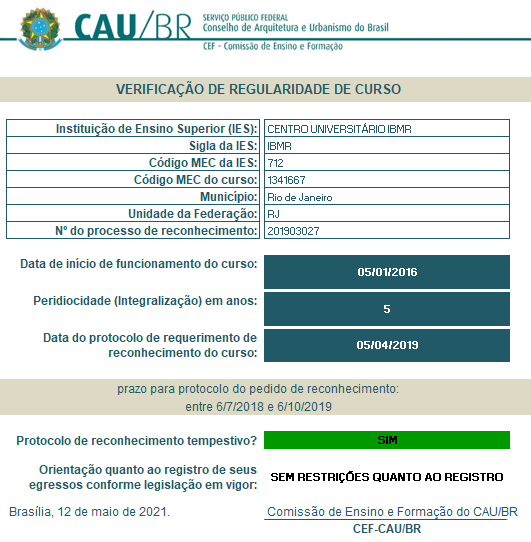 CAU/BR
SERVIÇO PÚBLICO FEDERAL
Conselho de Arquitetura e Urbanismo do Brasil
CEF - Comissão de Ensino e Formação
VERIFICAÇÃO DE REGULARIDADE DE CURSO
Instituição de Ensino Superior (IES): CENTRO UNIVERSITÁRIO IBMR
Sigla da IES: IBMR
Código MEC da IES: 712
Código MEC do curso: 1341667
Município: Rio de Janeiro
Unidade da Federação: RJ
Nº do processo de reconhecimento: 201903027
Data de início de funcionamento do curso: 05/01/2016
Peridiocidade (Integralização) em anos: 5
Data do protocolo de requerimento de
reconhecimento do curso: 05/04/2019
prazo para protocolo do pedido de reconhecimento:
entre 6/7/2018 e 6/10/2019
Protocolo de reconhecimento tempestivo? SIM
Orientação quanto ao registro de seus
egressos conforme legislação em vigor: SEM RESTRIÇÕES QUANTO AO REGISTRO
Brasília, 12 de maio de 2021. Comissão de Ensino e Formação do CAU/BR
CEF-CAU/BR